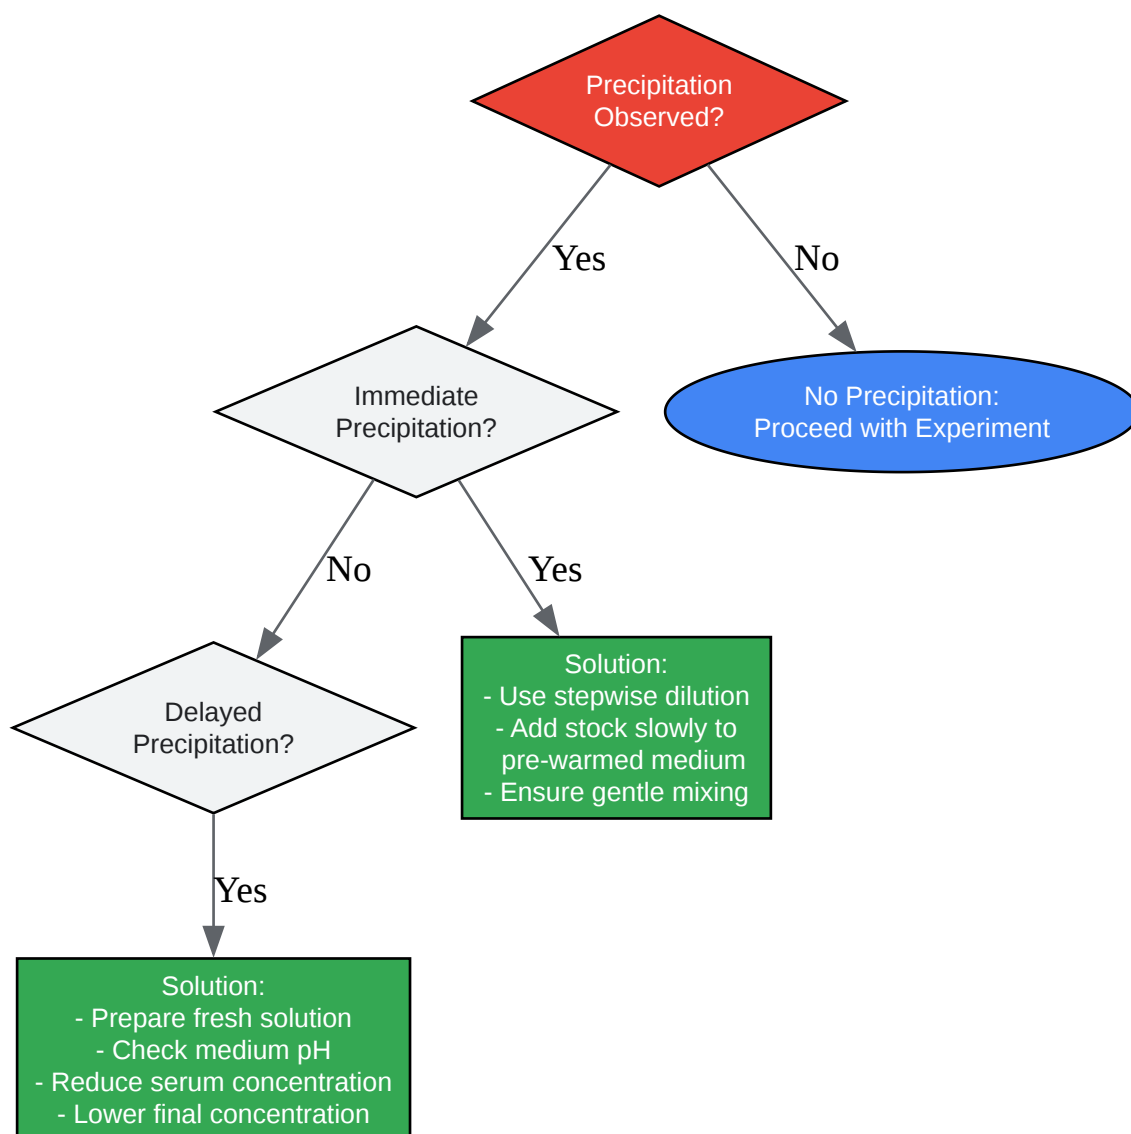 Precipitation
Observed?
Yes
No
Immediate
Precipitation?
No Precipitation:
Proceed with Experiment
No
Yes
Delayed
Precipitation?
Solution:
- Use stepwise dilution
- Add stock slowly to
pre-warmed medium
- Ensure gentle mixing
Yes
Solution:
- Prepare fresh solution
- Check medium pH
- Reduce serum concentration
- Lower final concentration